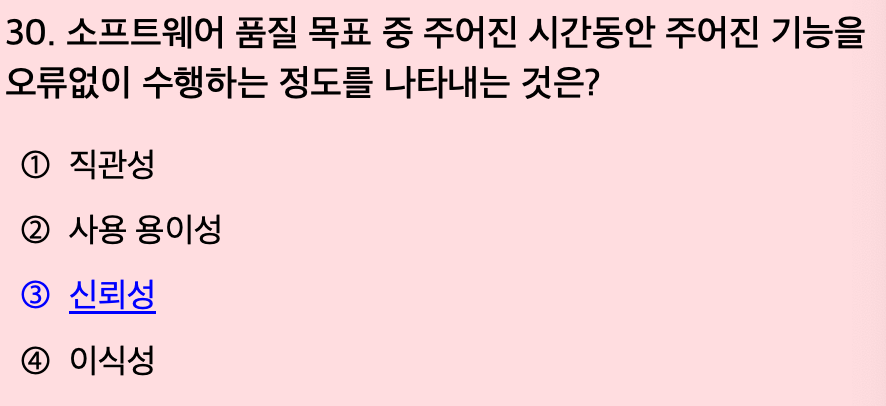 30. 소프트웨어 품질 목표 중 주어진 시간동안 주어진 기능을
오류없이 수행하는 정도를 나타내는 것은?
① 직관성
② 사용 용이성
③ 신뢰성
④ 이식성